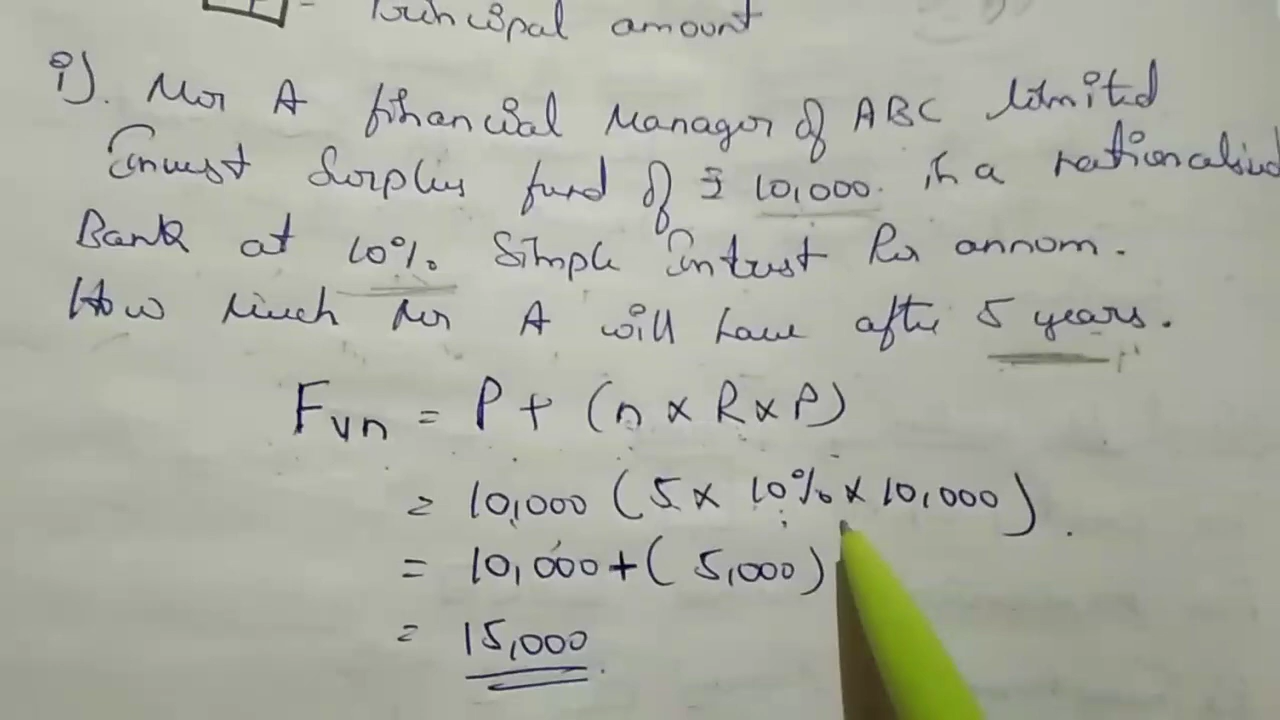 Principal amount
i). Mr A financial Manager of ABC limited
invest Surplus fund of ₹ 10,000. in a nationalised
Bank at 10% Simple intrest Per annom.
How much Mr A will have after 5 years.
Fvn = P + (n × R × P)
= 10,000 (5 × 10% × 10,000).
= 10,000 + (5,000)
= 15,000.